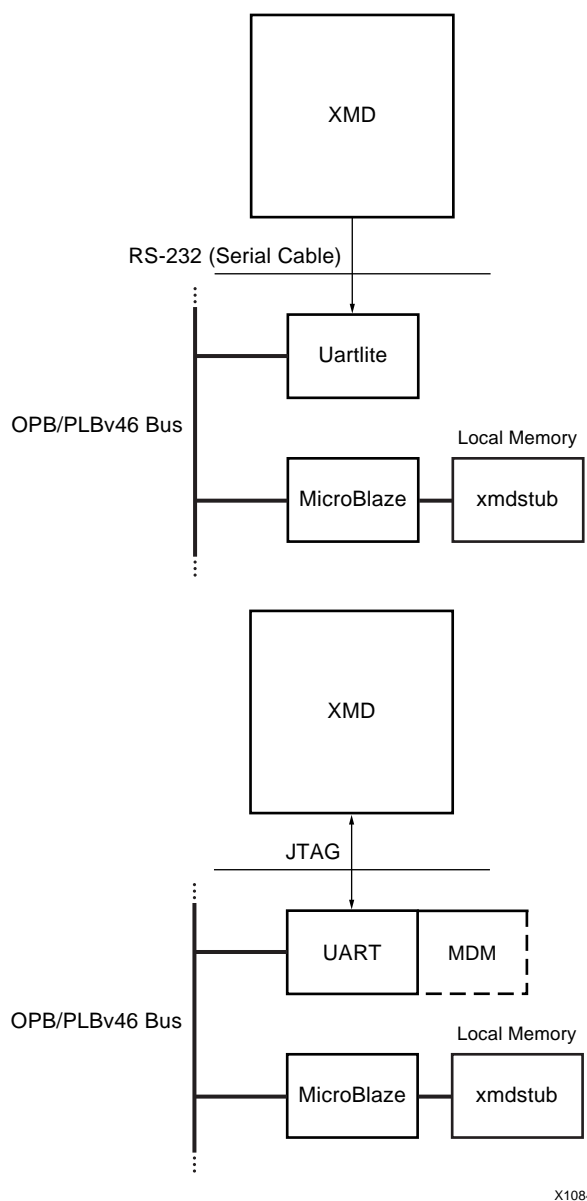 XMD
RS-232 (Serial Cable)
Uartlite
OPB/PLBv46 Bus
Local Memory
MicroBlaze
xmdstub
XMD
JTAG
UART
MDM
OPB/PLBv46 Bus
Local Memory
MicroBlaze
xmdstub
X108